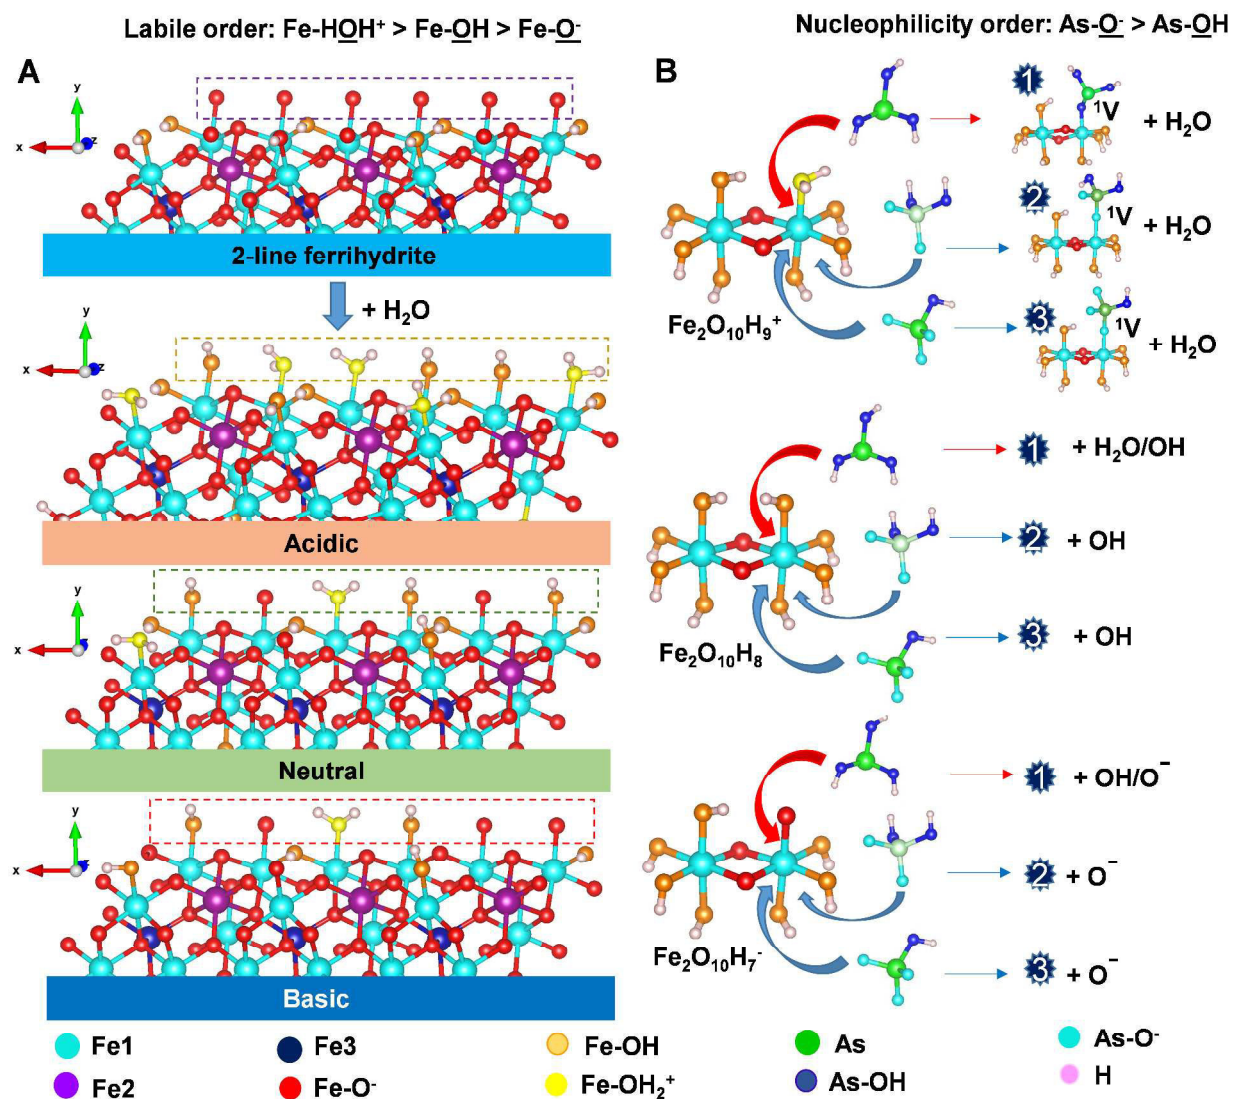 Labile order: Fe-HOH⁺ > Fe-OH > Fe-O⁻
Nucleophilicity order: As-O⁻ > As-OH
A
y
x
z
2-line ferrihydrite
+ H₂O
y
x
z
Acidic
y
x
Neutral
y
x
Basic
B
1
¹V
+ H₂O
2
¹V
+ H₂O
Fe₂O₁₀H₉⁺
3
¹V
+ H₂O
1
+ H₂O/OH
2
+ OH
Fe₂O₁₀H₈
3
+ OH
1
+ OH/O⁻
2
+ O⁻
Fe₂O₁₀H₇⁻
3
+ O⁻
Fe1
Fe3
Fe-OH
As
As-O⁻
Fe2
Fe-O⁻
Fe-OH₂⁺
As-OH
H